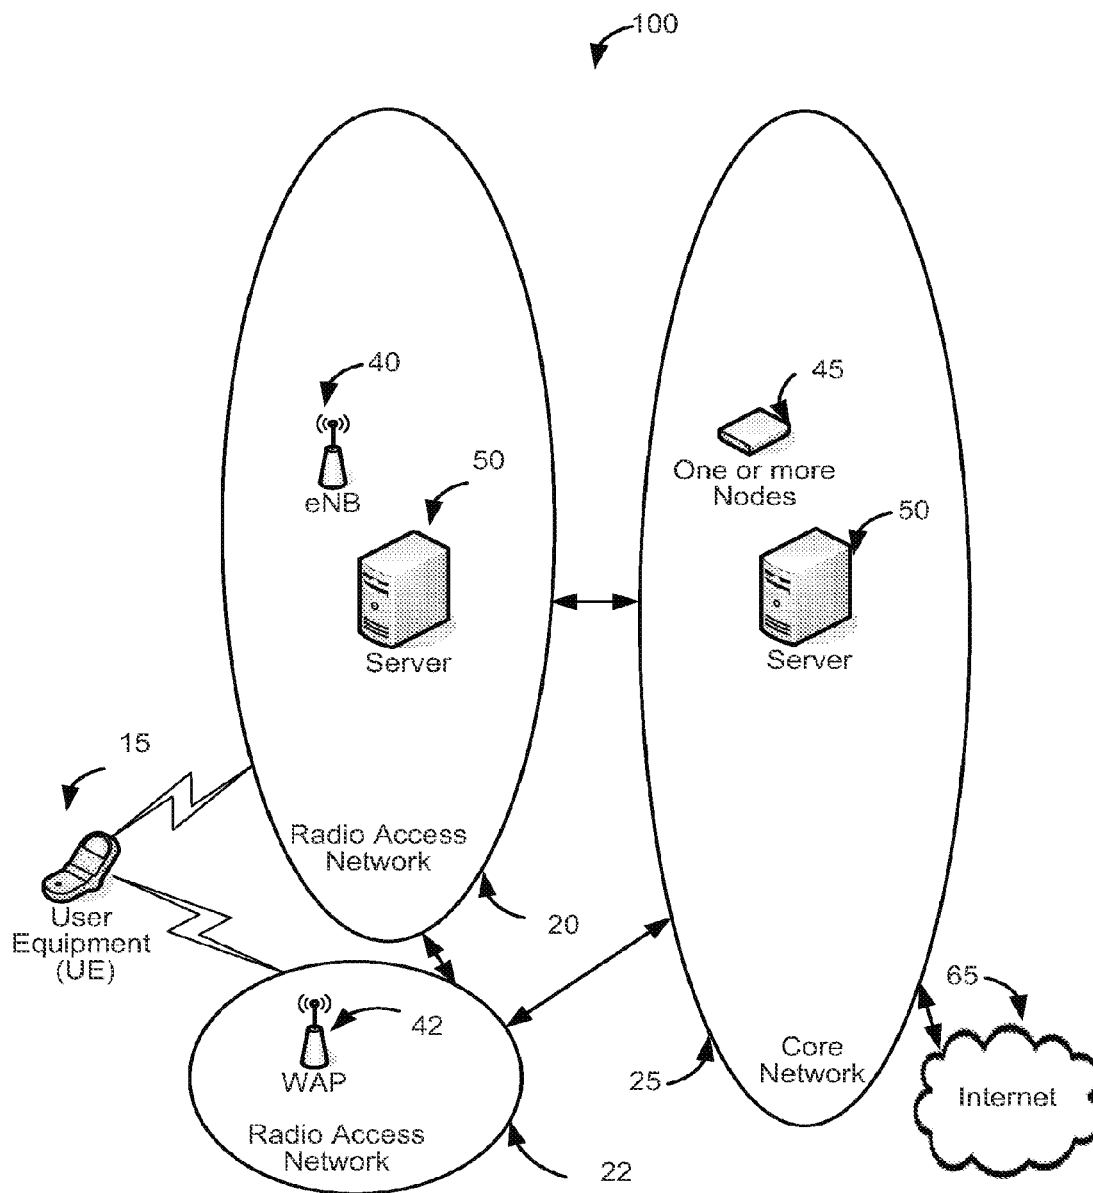 100
40
eNB
50
Server
45
One or more
Nodes
50
Server
15
User
Equipment
(UE)
Radio Access
Network
20
42
WAP
Radio Access
Network
22
25
Core
Network
65
Internet